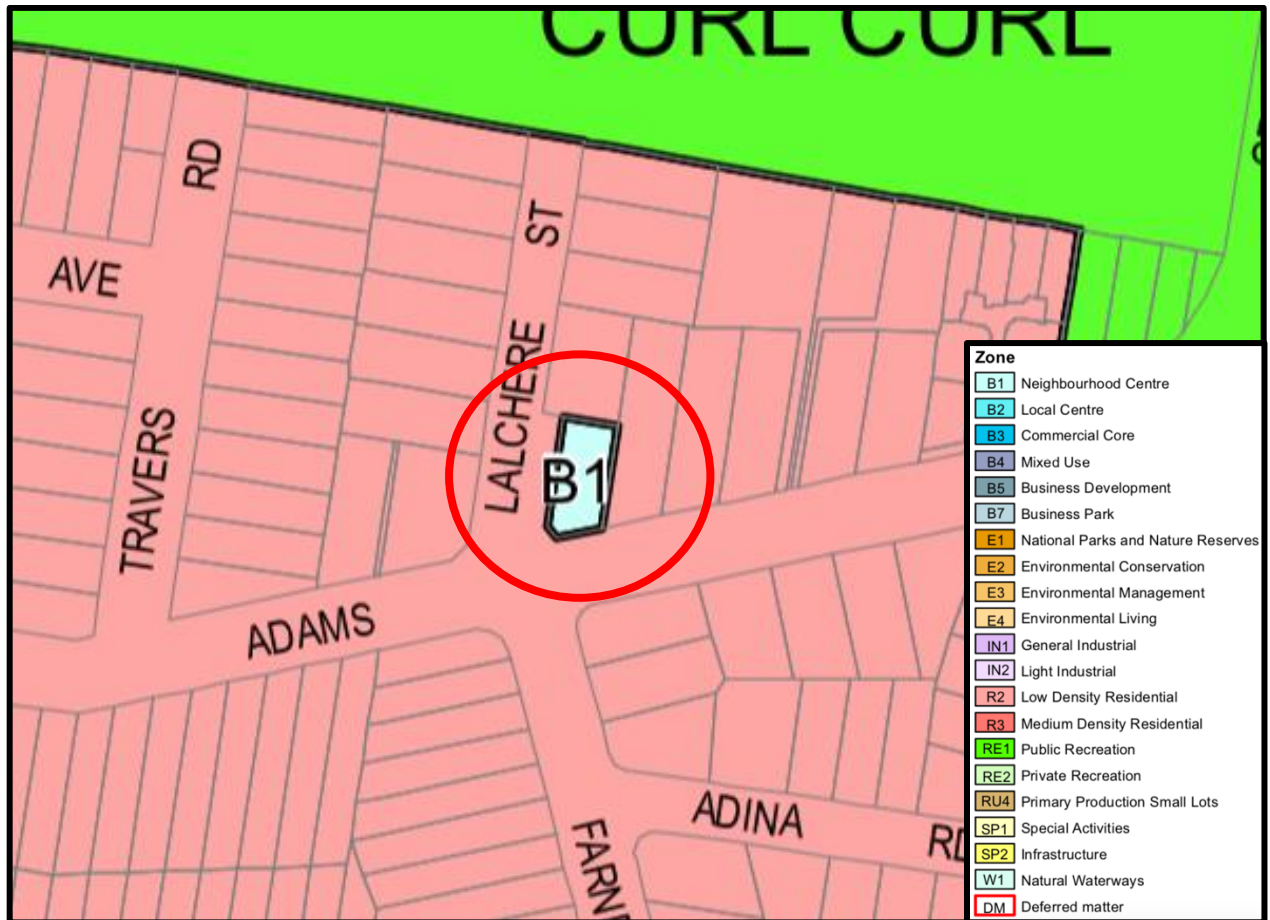 CURL CURL
RD
ST
AVE
LALCHERE
B1
TRAVERS
ADAMS
ADINA
RD
Zone
B1 Neighbourhood Centre
B2 Local Centre
B3 Commercial Core
B4 Mixed Use
B5 Business Development
B7 Business Park
E1 National Parks and Nature Reserves
E2 Environmental Conservation
E3 Environmental Management
E4 Environmental Living
IN1 General Industrial
IN2 Light Industrial
R2 Low Density Residential
R3 Medium Density Residential
RE1 Public Recreation
RE2 Private Recreation
RU4 Primary Production Small Lots
SP1 Special Activities
SP2 Infrastructure
W1 Natural Waterways
DM Deferred matter